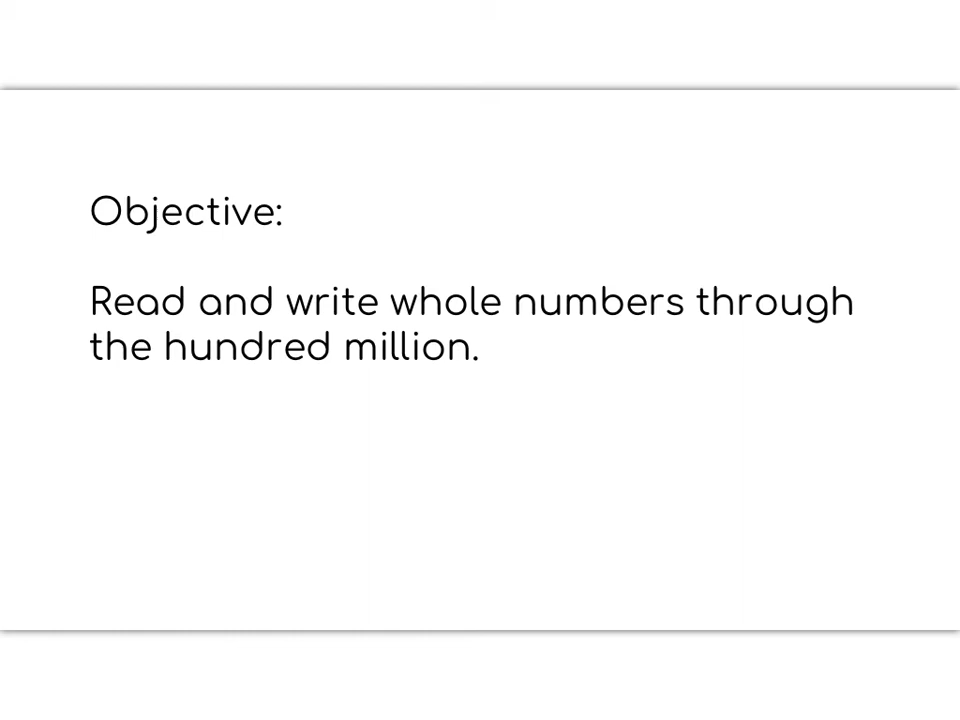 Objective:
Read and write whole numbers through
the hundred million.